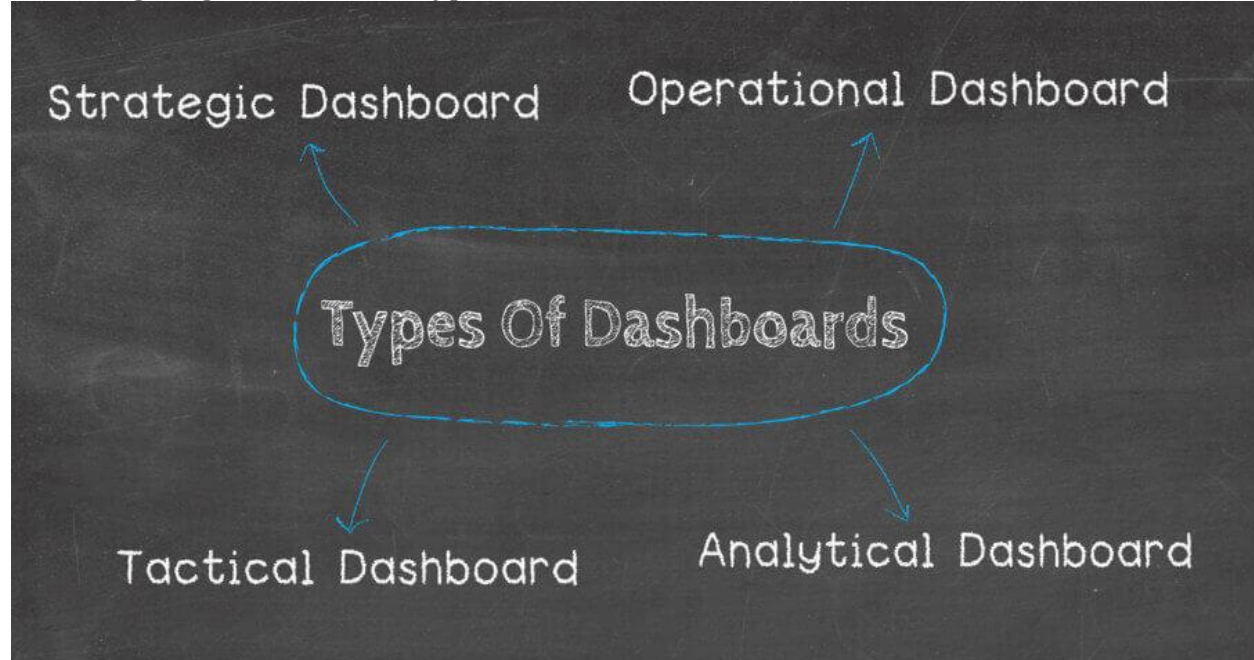 Strategic Dashboard
Operational Dashboard
Types Of Dashboards
Tactical Dashboard
Analytical Dashboard